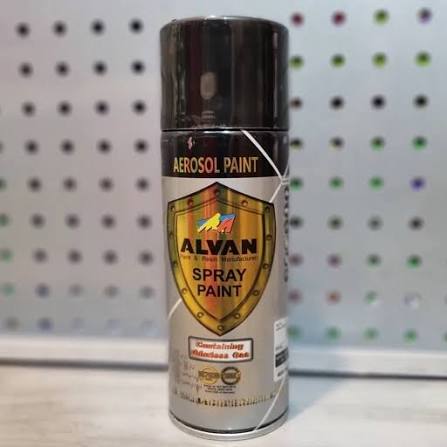 AEROSOL PAINT
ALVAN
Paint & Resin Manufacturer
SPRAY
PAINT
Containing
Odorless Gas